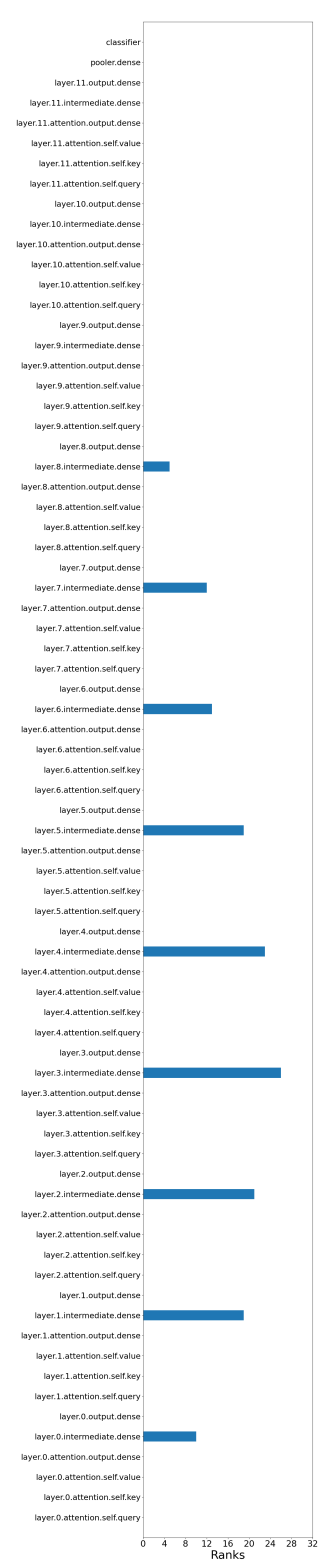 classifier
pooler.dense
layer.11.output.dense
layer.11.intermediate.dense
layer.11.attention.output.dense
layer.11.attention.self.value
layer.11.attention.self.key
layer.11.attention.self.query
layer.10.output.dense
layer.10.intermediate.dense
layer.10.attention.output.dense
layer.10.attention.self.value
layer.10.attention.self.key
layer.10.attention.self.query
layer.9.output.dense
layer.9.intermediate.dense
layer.9.attention.output.dense
layer.9.attention.self.value
layer.9.attention.self.key
layer.9.attention.self.query
layer.8.output.dense
layer.8.intermediate.dense
layer.8.attention.output.dense
layer.8.attention.self.value
layer.8.attention.self.key
layer.8.attention.self.query
layer.7.output.dense
layer.7.intermediate.dense
layer.7.attention.output.dense
layer.7.attention.self.value
layer.7.attention.self.key
layer.7.attention.self.query
layer.6.output.dense
layer.6.intermediate.dense
layer.6.attention.output.dense
layer.6.attention.self.value
layer.6.attention.self.key
layer.6.attention.self.query
layer.5.output.dense
layer.5.intermediate.dense
layer.5.attention.output.dense
layer.5.attention.self.value
layer.5.attention.self.key
layer.5.attention.self.query
layer.4.output.dense
layer.4.intermediate.dense
layer.4.attention.output.dense
layer.4.attention.self.value
layer.4.attention.self.key
layer.4.attention.self.query
layer.3.output.dense
layer.3.intermediate.dense
layer.3.attention.output.dense
layer.3.attention.self.value
layer.3.attention.self.key
layer.3.attention.self.query
layer.2.output.dense
layer.2.intermediate.dense
layer.2.attention.output.dense
layer.2.attention.self.value
layer.2.attention.self.key
layer.2.attention.self.query
layer.1.output.dense
layer.1.intermediate.dense
layer.1.attention.output.dense
layer.1.attention.self.value
layer.1.attention.self.key
layer.1.attention.self.query
layer.0.output.dense
layer.0.intermediate.dense
layer.0.attention.output.dense
layer.0.attention.self.value
layer.0.attention.self.key
layer.0.attention.self.query
0 4 8 12 16 20 24 28 32
Ranks